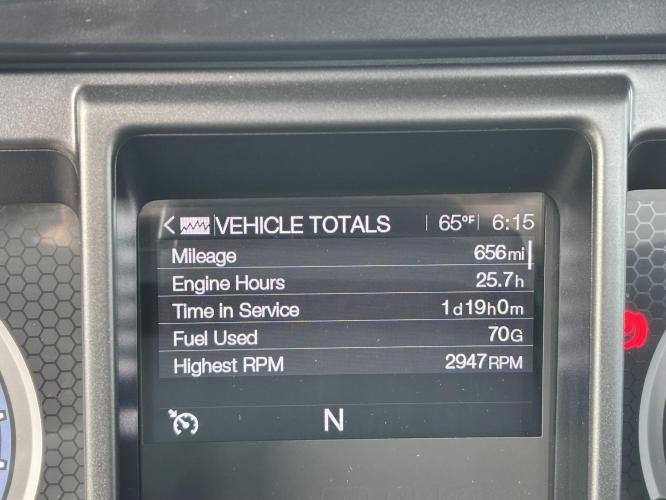 < VEHICLE TOTALS | 65°F | 6:15
Mileage 656mi
Engine Hours 25.7h
Time in Service 1d19h0m
Fuel Used 70G
Highest RPM 2947RPM
N